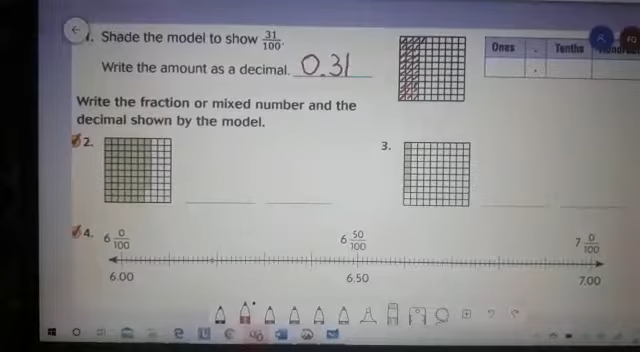 1. Shade the model to show 31/100.
Write the amount as a decimal. 0.31
Ones . Tenths
.
Write the fraction or mixed number and the
decimal shown by the model.
2.
3.
4. 6 0/100 6 50/100 7 0/100
6.00 6.50 7.00